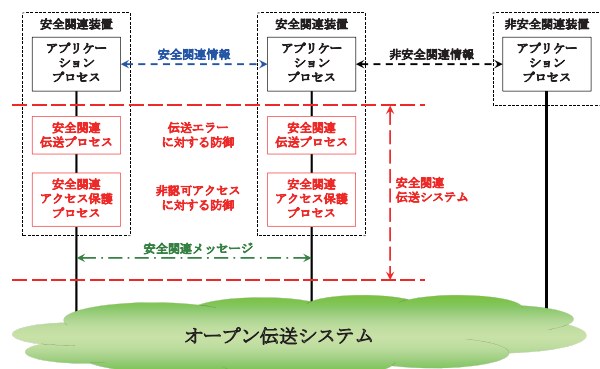 安全関連装置
安全関連装置
非安全装置
アプリケー
ション
プロセス
安全関連情報
アプリケー
ション
プロセス
非安全関連情報
アプリケー
ション
プロセス
安全関連
伝送プロセス
伝送エラー
に対する防御
安全関連
伝送プロセス
安全関連
アクセス保護
プロセス
非認可アクセス
に対する防御
安全関連
アクセス保護
プロセス
安全関連
伝送システム
安全関連メッセージ
オープン伝送システム